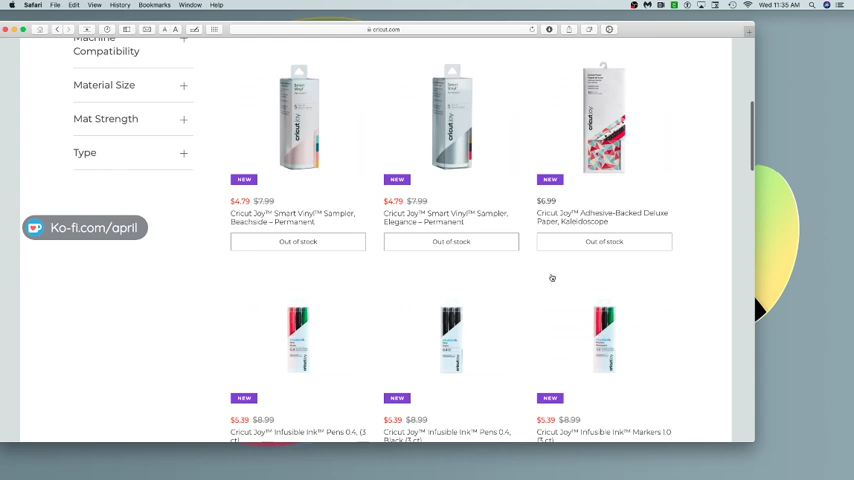 Safari File Edit View History Bookmarks Window Help
Wed 11:35 AM
cricut.com
Machine
Compatibility
Material Size
Mat Strength
Type
Ko-fi.com/april
NEW
NEW
NEW
$4.79 $7.99
Cricut Joy™ Smart Vinyl™ Sampler,
Beachside – Permanent
Out of stock
$4.79 $7.99
Cricut Joy™ Smart Vinyl™ Sampler,
Elegance – Permanent
Out of stock
$6.99
Cricut Joy™ Adhesive-Backed Deluxe
Paper, Kaleidoscope
Out of stock
NEW
NEW
NEW
$5.39 $8.99
Cricut Joy™ Infusible Ink™ Pens 0.4, (3
ct)
$5.39 $8.99
Cricut Joy™ Infusible Ink™ Pens 0.4,
Black (3 ct)
$5.39 $8.99
Cricut Joy™ Infusible Ink™ Markers 1.0
(3 ct)